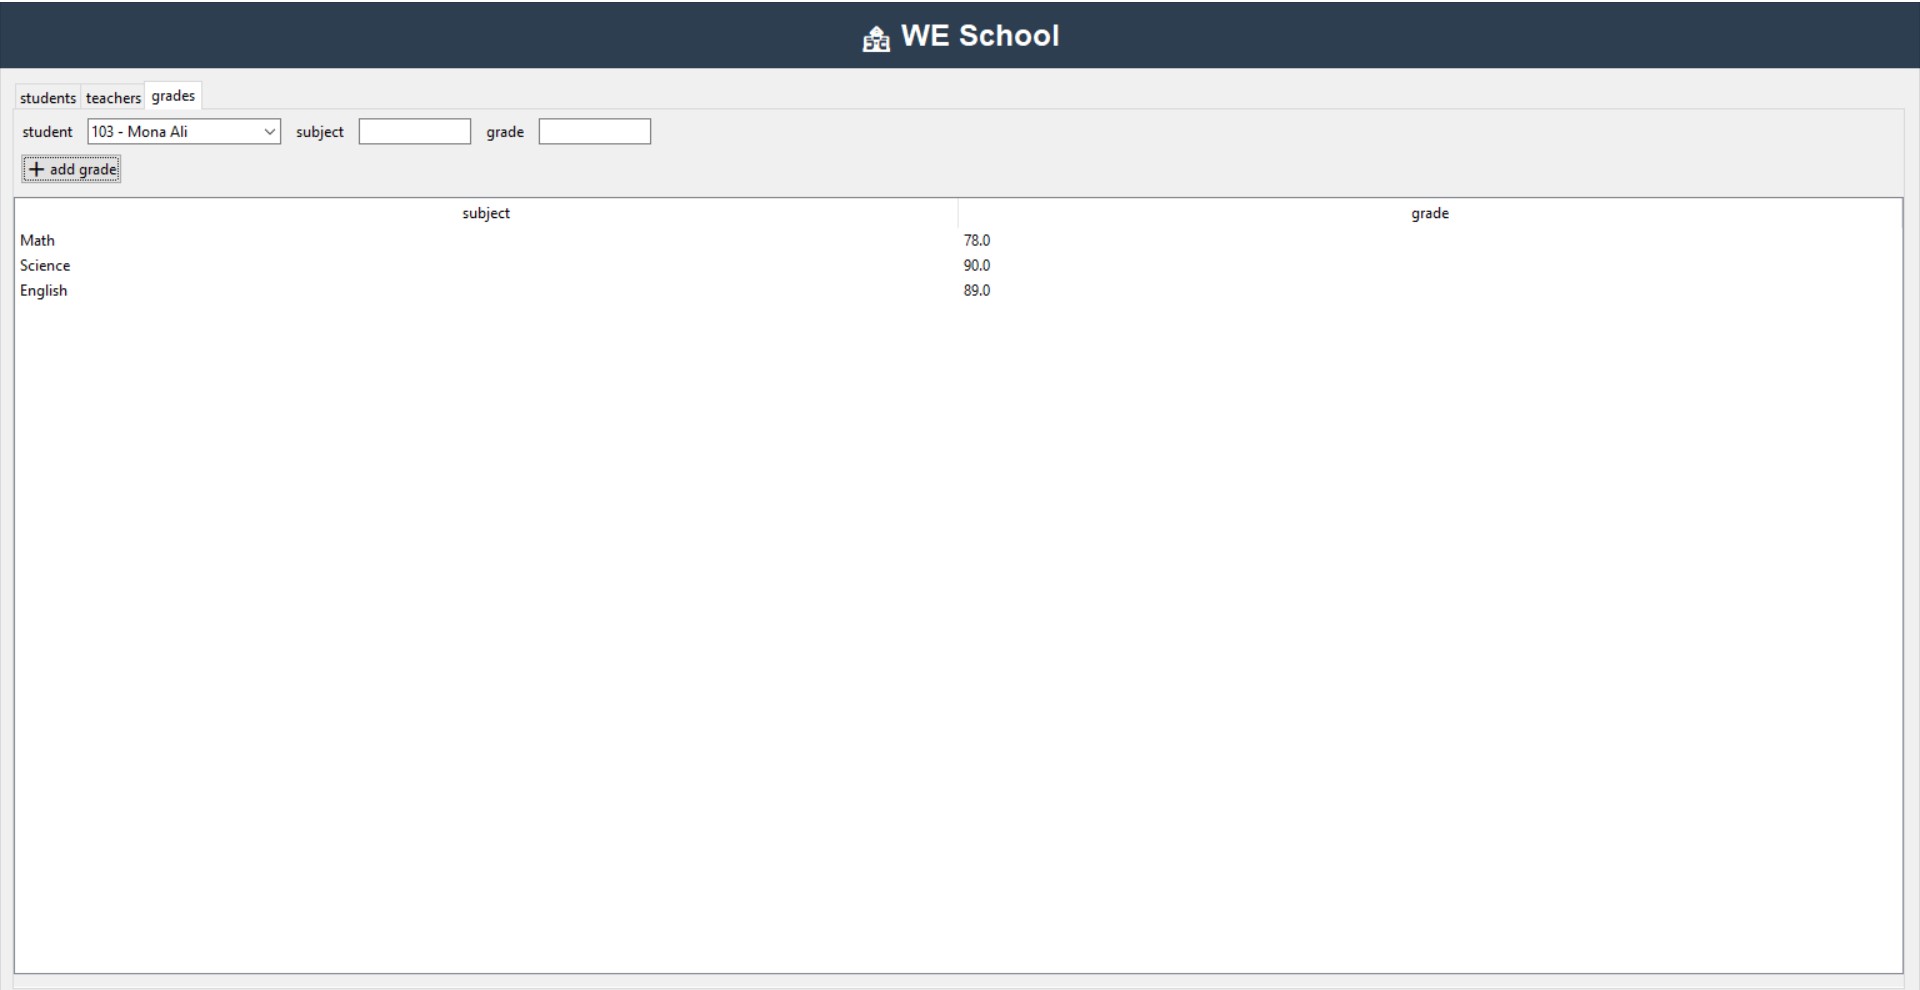 WE School
students teachers grades
student 103 - Mona Ali subject grade
+ add grade
subject grade
Math 78.0
Science 90.0
English 89.0